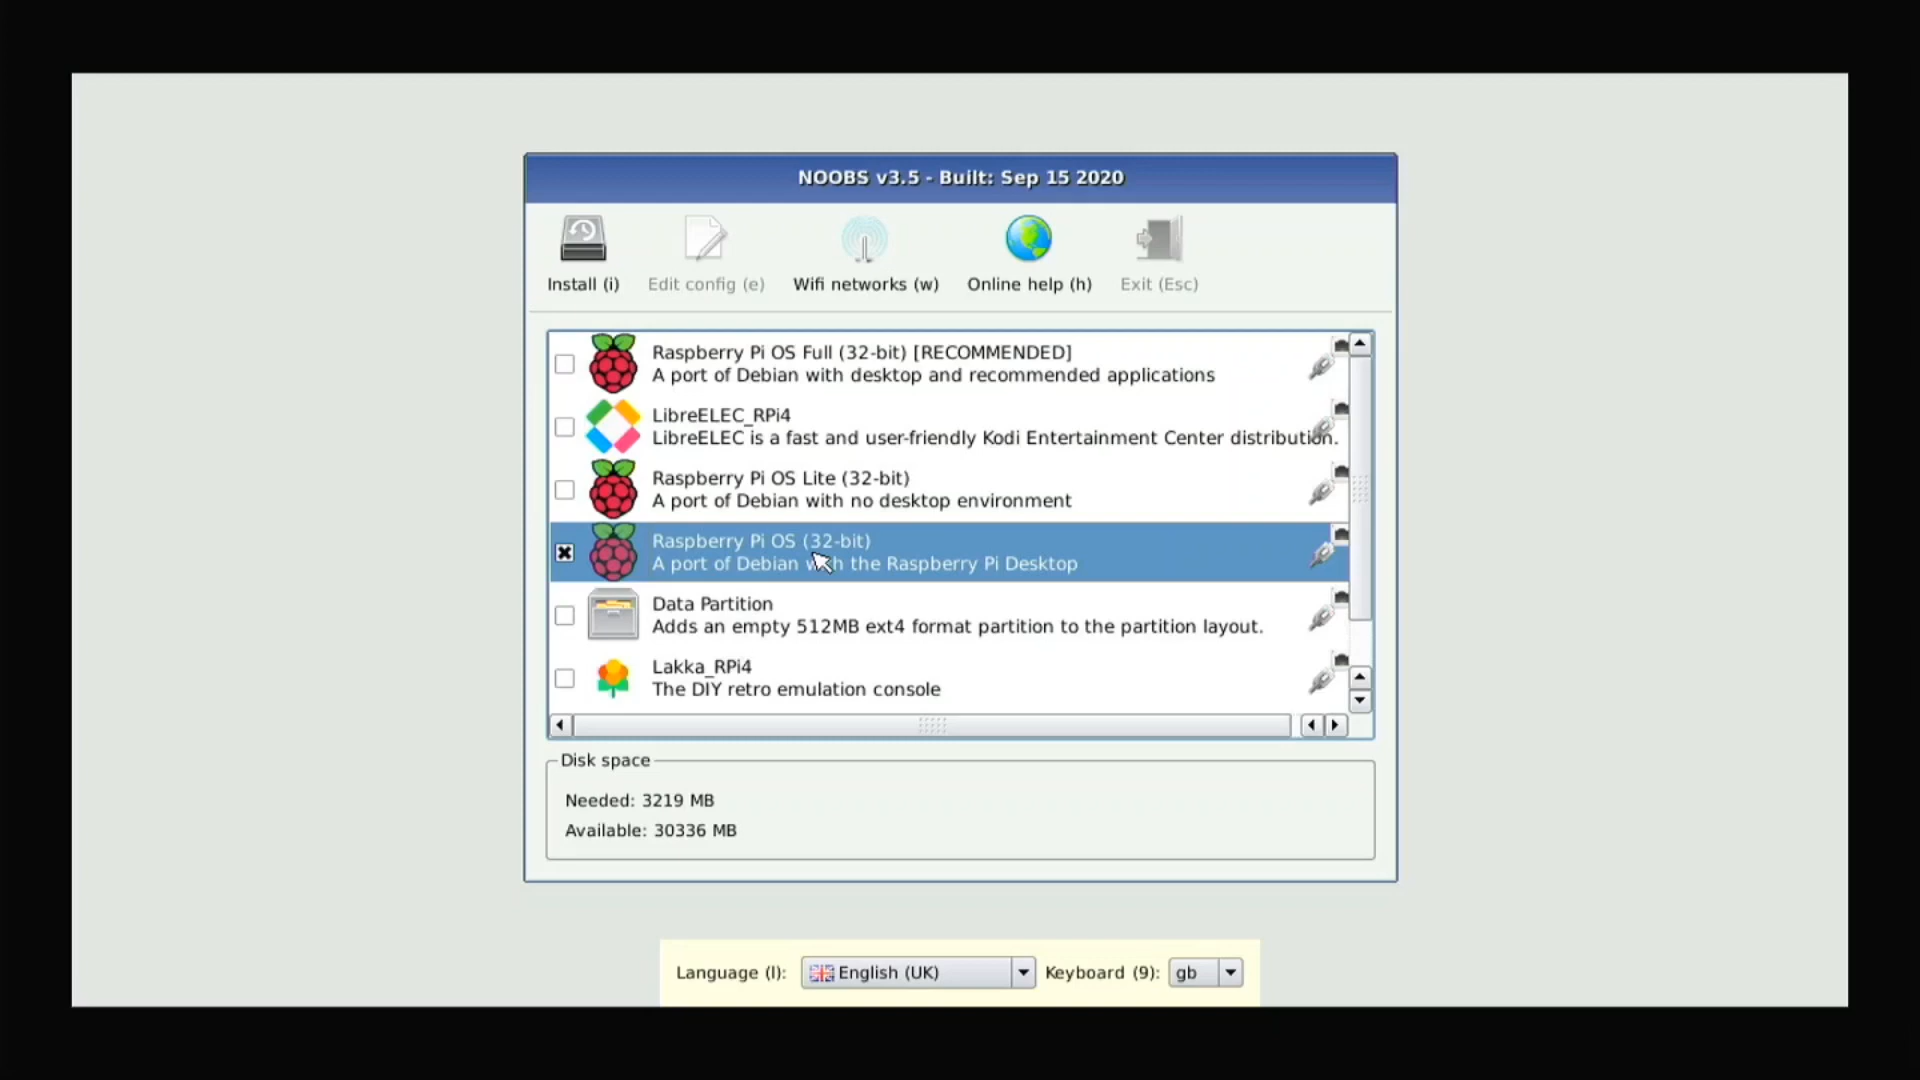 NOOBS v3.5 - Built: Sep 15 2020
Install (i)
Edit config (e)
Wifi networks (w)
Online help (h)
Exit (Esc)
Raspberry Pi OS Full (32-bit) [RECOMMENDED]
A port of Debian with desktop and recommended applications
LibreELEC_RPi4
LibreELEC is a fast and user-friendly Kodi Entertainment Center distribution.
Raspberry Pi OS Lite (32-bit)
A port of Debian with no desktop environment
Raspberry Pi OS (32-bit)
A port of Debian with the Raspberry Pi Desktop
Data Partition
Adds an empty 512MB ext4 format partition to the partition layout.
Lakka_RPi4
The DIY retro emulation console
Disk space
Needed: 3219 MB
Available: 30336 MB
Language (l): English (UK) Keyboard (9): gb